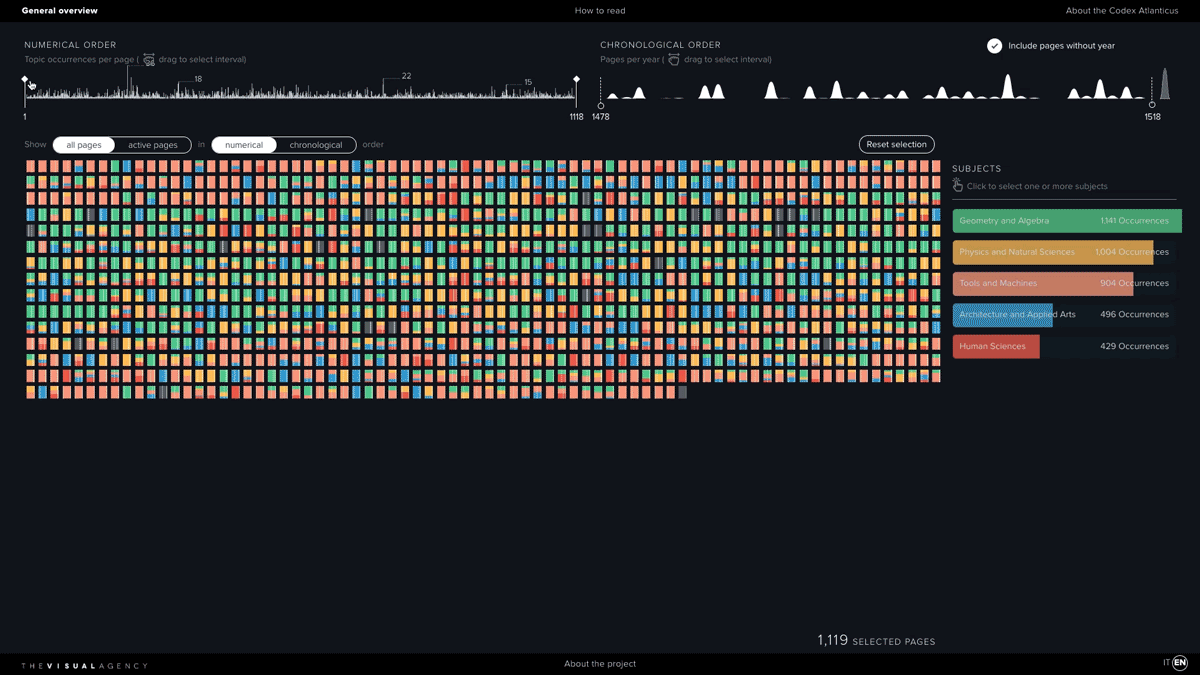 General overview
How to read
About the Codex Atlanticus
NUMERICAL ORDER
Topic occurrences per page ( drag to select interval)
18
22
15
1
1118
CHRONOLOGICAL ORDER
Pages per year ( drag to select interval)
Include pages without year
1478
1518
Show all pages active pages in numerical chronological order
Reset selection
SUBJECTS
Click to select one or more subjects
Geometry and Algebra 1,141 Occurrences
Physics and Natural Sciences 1,004 Occurrences
Tools and Machines 904 Occurrences
Architecture and Applied Arts 496 Occurrences
Human Sciences 429 Occurrences
1,119 SELECTED PAGES
THEVISUALAGENCY
About the project
IT EN